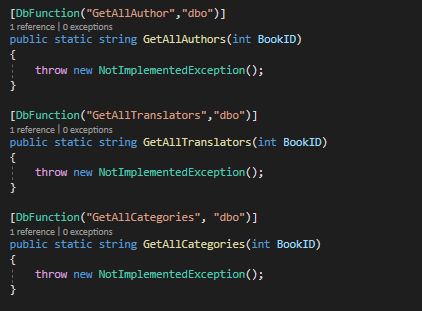 [DbFunction("GetAllAuthor","dbo")]
1 reference | 0 exceptions
public static string GetAllAuthors(int BookID)
{
throw new NotImplementedException();
}
[DbFunction("GetAllTranslators","dbo")]
1 reference | 0 exceptions
public static string GetAllTranslators(int BookID)
{
throw new NotImplementedException();
}
[DbFunction("GetAllCategories", "dbo")]
1 reference | 0 exceptions
public static string GetAllCategories(int BookID)
{
throw new NotImplementedException();
}